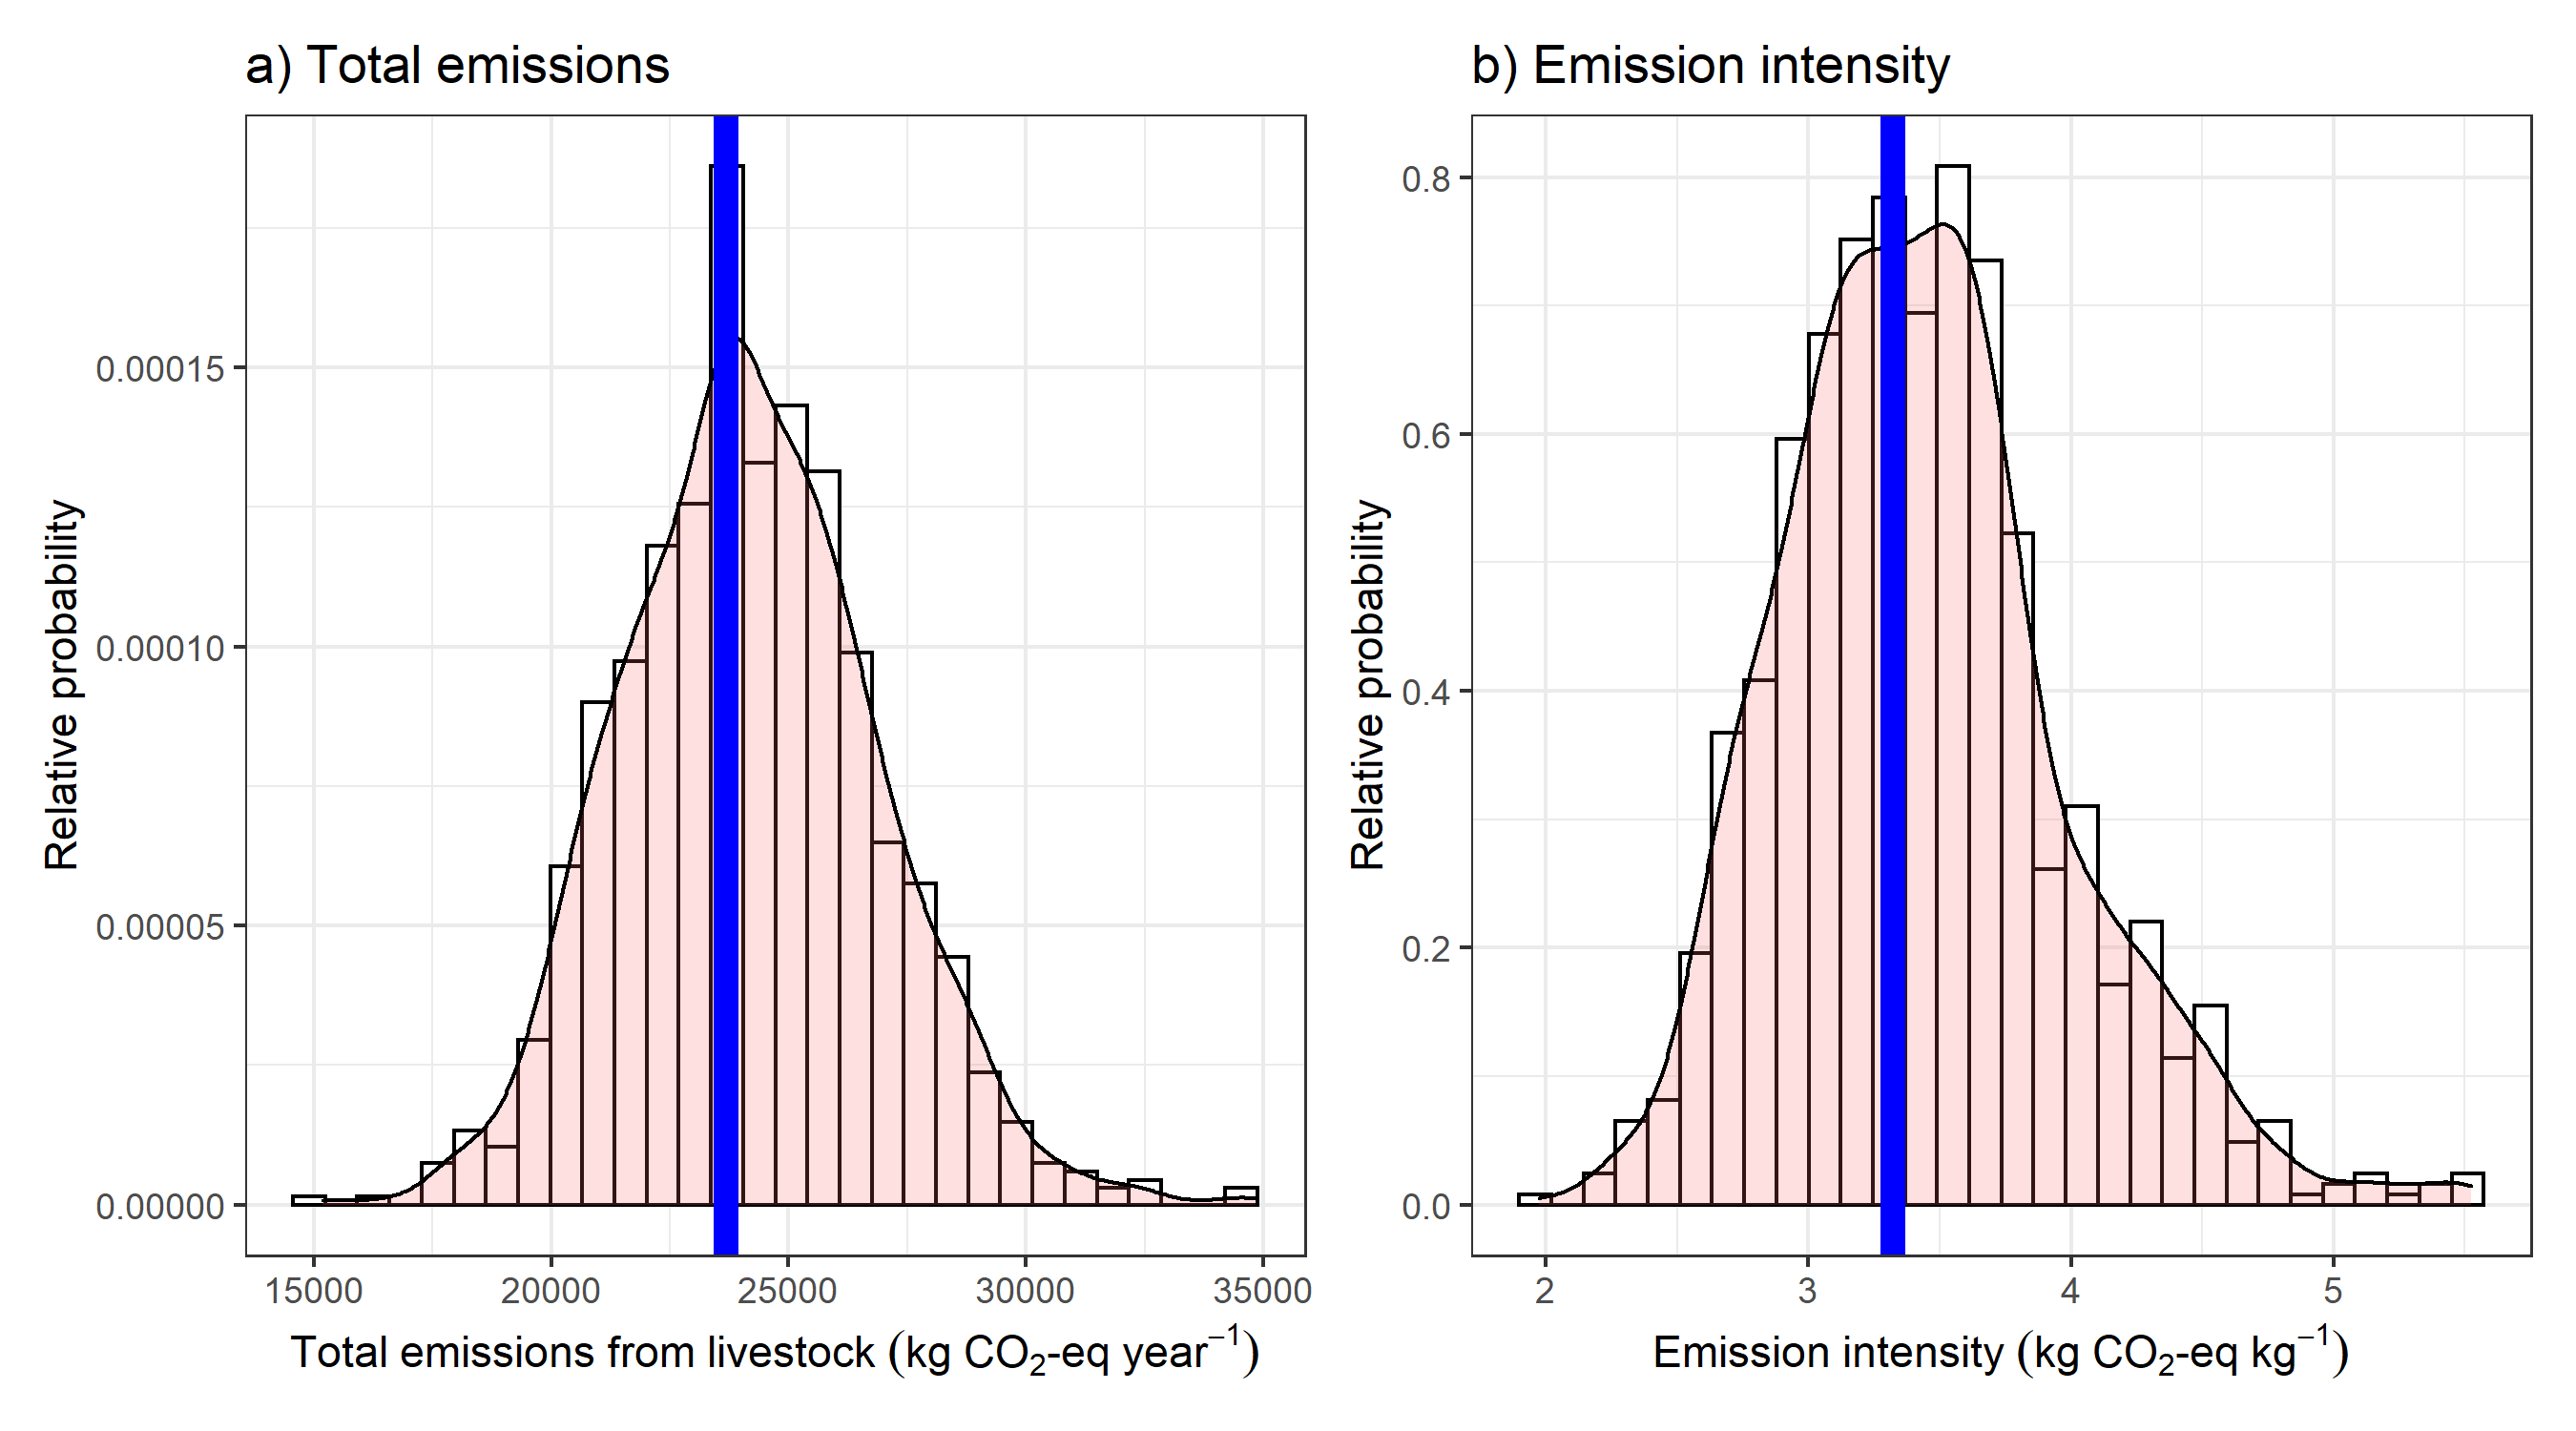 a) Total emissions
Relative probability
0.00015
0.00010
0.00005
0.00000
15000 20000 25000 30000 35000
Total emissions from livestock (kg CO₂-eq year⁻¹)
b) Emission intensity
Relative probability
0.8
0.6
0.4
0.2
0.0
2 3 4 5
Emission intensity (kg CO₂-eq kg⁻¹)